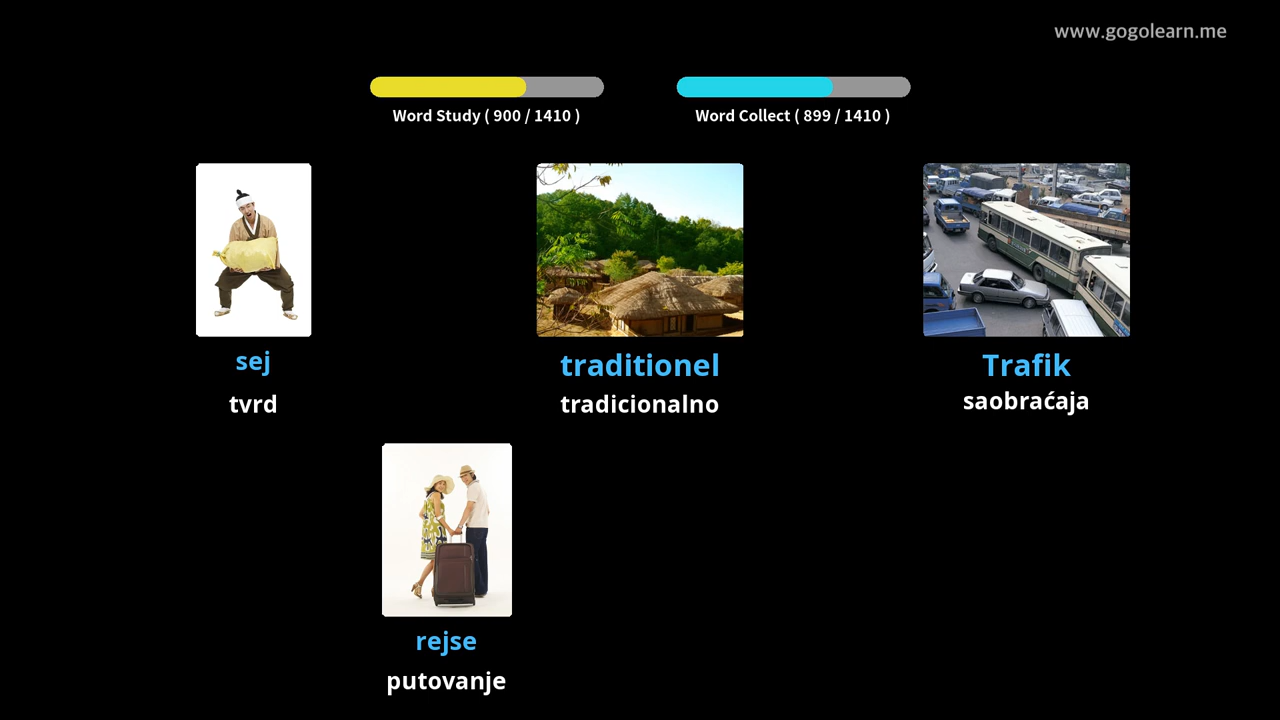 www.gogolearn.me
Word Study ( 900 / 1410 )
Word Collect ( 899 / 1410 )
sej
traditionel
Trafik
tvrd
tradicionalno
saobraćaja
rejse
putovanje